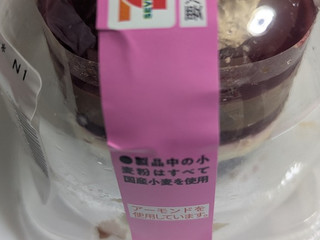 ●製品中の小
麦粉はすべて
国産小麦を使用
アーモンドを
使用しています。
N1